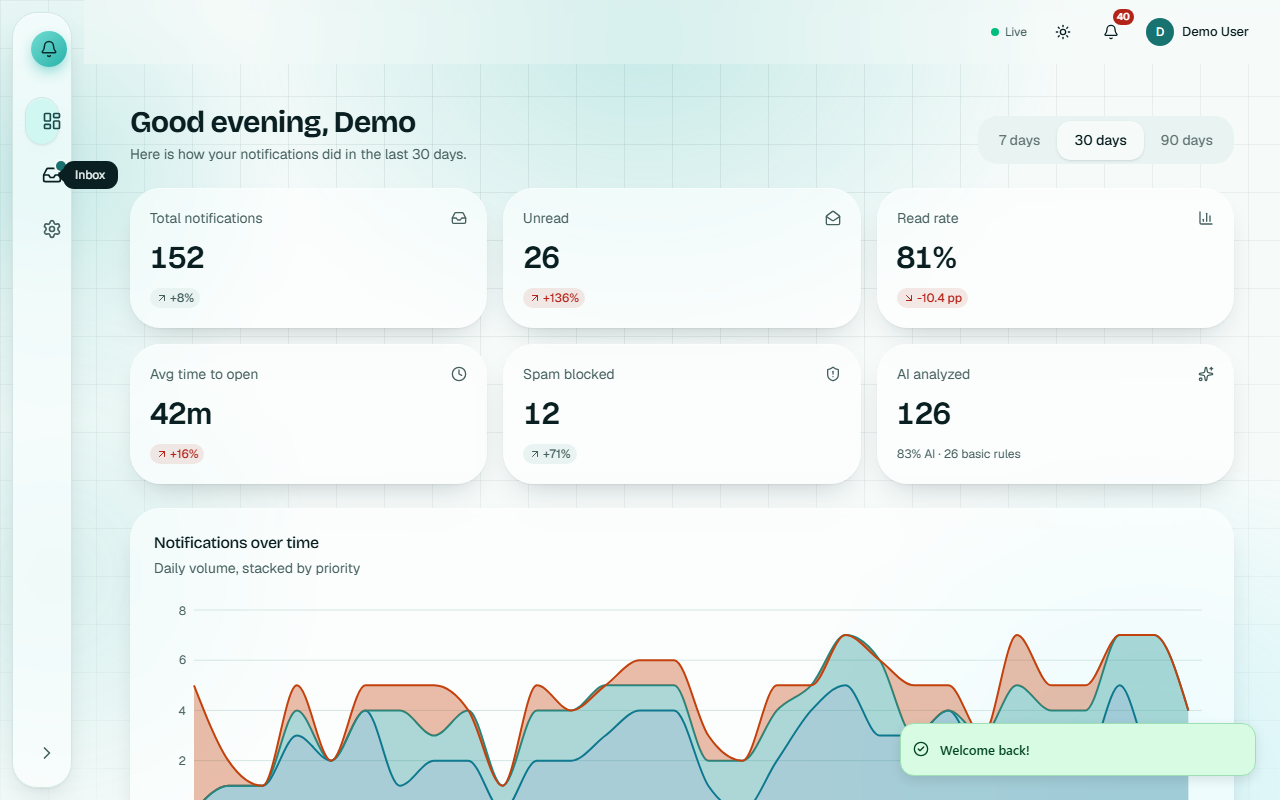 Live
40
D
Demo User
Inbox
Good evening, Demo
Here is how your notifications did in the last 30 days.
7 days
30 days
90 days
Total notifications
152
+8%
Unread
26
+136%
Read rate
81%
-10.4 pp
Avg time to open
42m
+16%
Spam blocked
12
+71%
AI analyzed
126
83% AI · 26 basic rules
Notifications over time
Daily volume, stacked by priority
8
6
4
2
Welcome back!